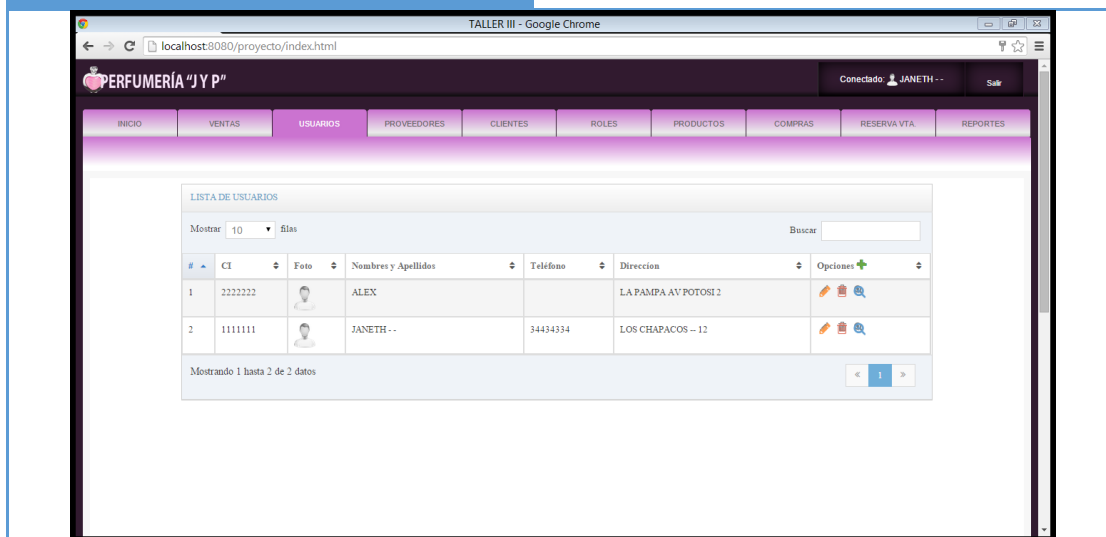 TALLER III - Google Chrome
localhost:8080/proyecto/index.html
PERFUMERÍA “J Y P”
Conectado: JANETH - -
Salir
INICIO VENTAS USUARIOS PROVEEDORES CLIENTES ROLES PRODUCTOS COMPRAS RESERVA VTA. REPORTES
LISTA DE USUARIOS
Mostrar 10 filas Buscar
# CI Foto Nombres y Apellidos Teléfono Direccion Opciones
1 2222222 ALEX LA PAMPA AV POTOSI 2
2 1111111 JANETH - - 34434334 LOS CHAPACOS -- 12
Mostrando 1 hasta 2 de 2 datos « 1 »